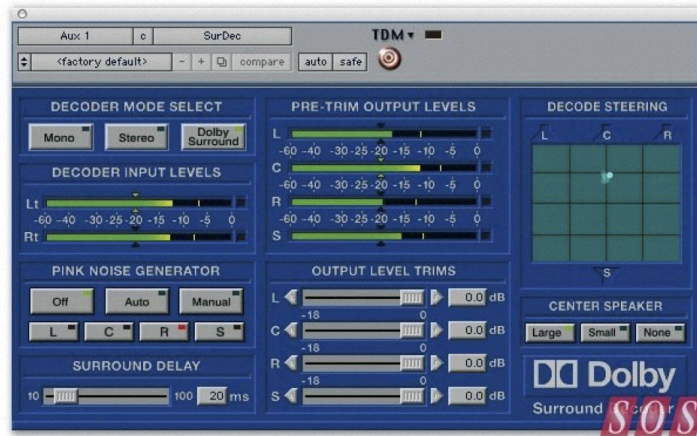 Aux 1 c SurDec TDM
<factory default> - + compare auto safe
DECODER MODE SELECT
Mono Stereo Dolby Surround
DECODER INPUT LEVELS
Lt
-60 -40 -30 -25 -20 -15 -10 -5 0
Rt
PINK NOISE GENERATOR
Off Auto Manual
L C R S
SURROUND DELAY
10 100 20 ms
PRE-TRIM OUTPUT LEVELS
L
-60 -40 -30 -25 -20 -15 -10 -5 0
C
-60 -40 -30 -25 -20 -15 -10 -5 0
R
-60 -40 -30 -25 -20 -15 -10 -5 0
S
OUTPUT LEVEL TRIMS
L 0.0 dB
-18 0
C 0.0 dB
-18 0
R 0.0 dB
-18 0
S 0.0 dB
DECODE STEERING
L C R
S
CENTER SPEAKER
Large Small None
Dolby
Surround Decoder
SOS